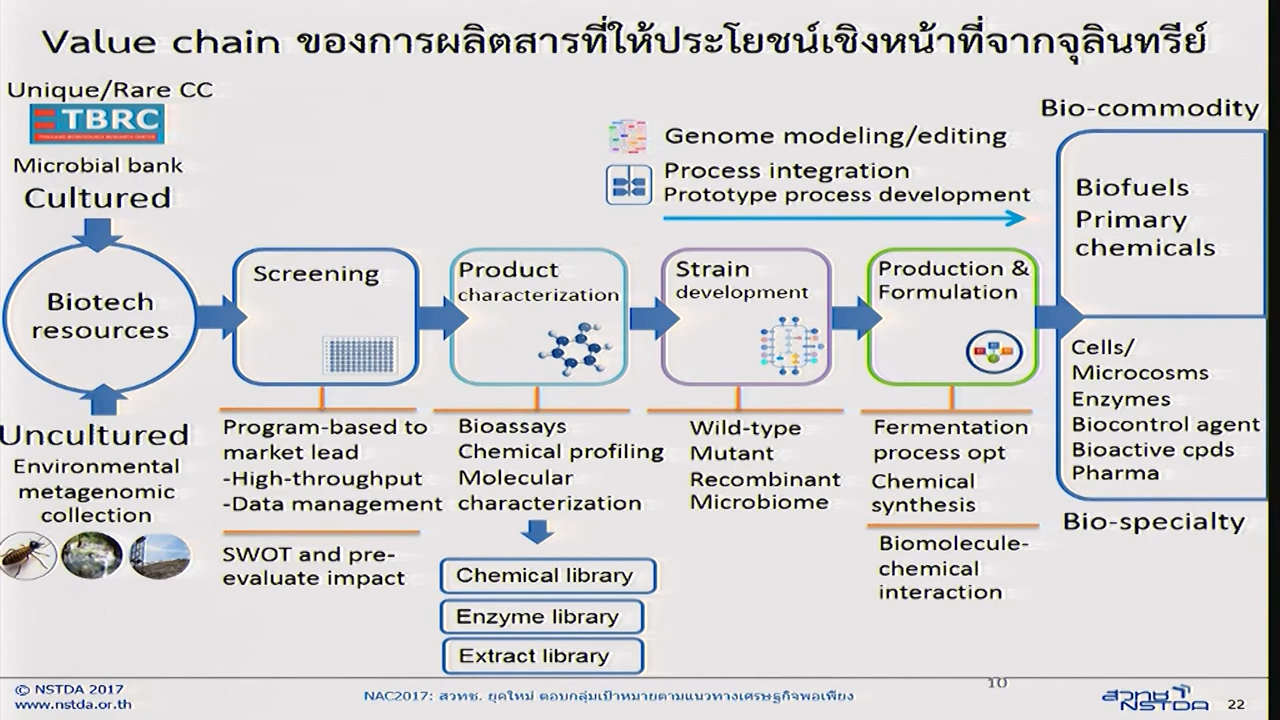 Value chain ของการผลิตสารที่ให้ประโยชน์เชิงหน้าที่จากจุลินทรีย์
Unique/Rare CC
TBRC
THAILAND BIORESOURCE RESEARCH CENTER
Microbial bank
Cultured
Biotech
resources
Uncultured
Environmental
metagenomic
collection
Genome modeling/editing
Process integration
Prototype process development
Screening
Program-based to
market lead
-High-throughput
-Data management
SWOT and pre-
evaluate impact
Product
characterization
Bioassays
Chemical profiling
Molecular
characterization
Chemical library
Enzyme library
Extract library
Strain
development
Wild-type
Mutant
Recombinant
Microbiome
Production &
Formulation
Fermentation
process opt
Chemical
synthesis
Biomolecule-
chemical
interaction
Bio-commodity
Biofuels
Primary
chemicals
Cells/
Microcosms
Enzymes
Biocontrol agent
Bioactive cpds
Pharma
Bio-specialty
10
© NSTDA 2017
www.nstda.or.th
NAC2017: สวทช. ยุคใหม่ ตอบกลุ่มเป้าหมายตามแนวทางเศรษฐกิจพอเพียง
สวทช
NSTDA
22